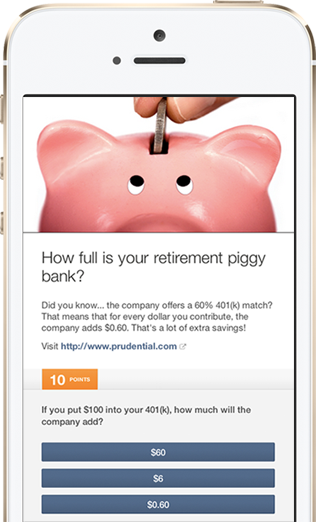 How full is your retirement piggy
bank?
Did you know... the company offers a 60% 401(k) match?
That means that for every dollar you contribute, the
company adds $0.60. That's a lot of extra savings!
Visit http://www.prudential.com
10 POINTS
If you put $100 into your 401(k), how much will the
company add?
$60
$6
$0.60